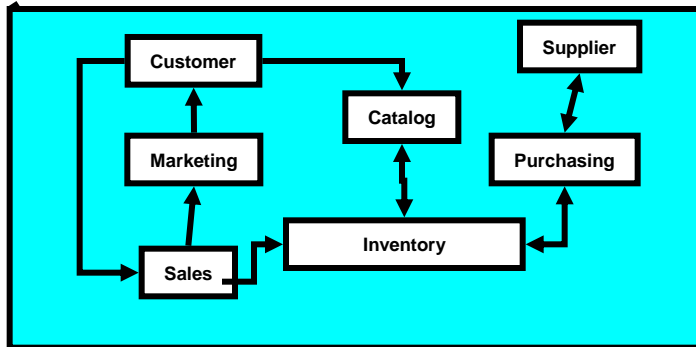 Customer
Supplier
Catalog
Marketing
Purchasing
Inventory
Sales